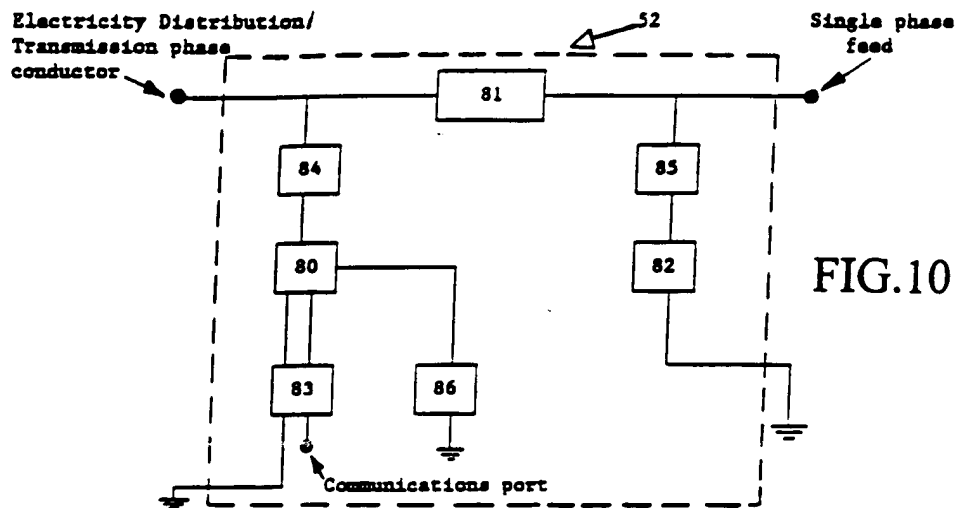 Electricity Distribution/
Transmission phase
conductor
52
Single phase
feed
81
84
85
80
82
FIG.10
83
86
Communications port